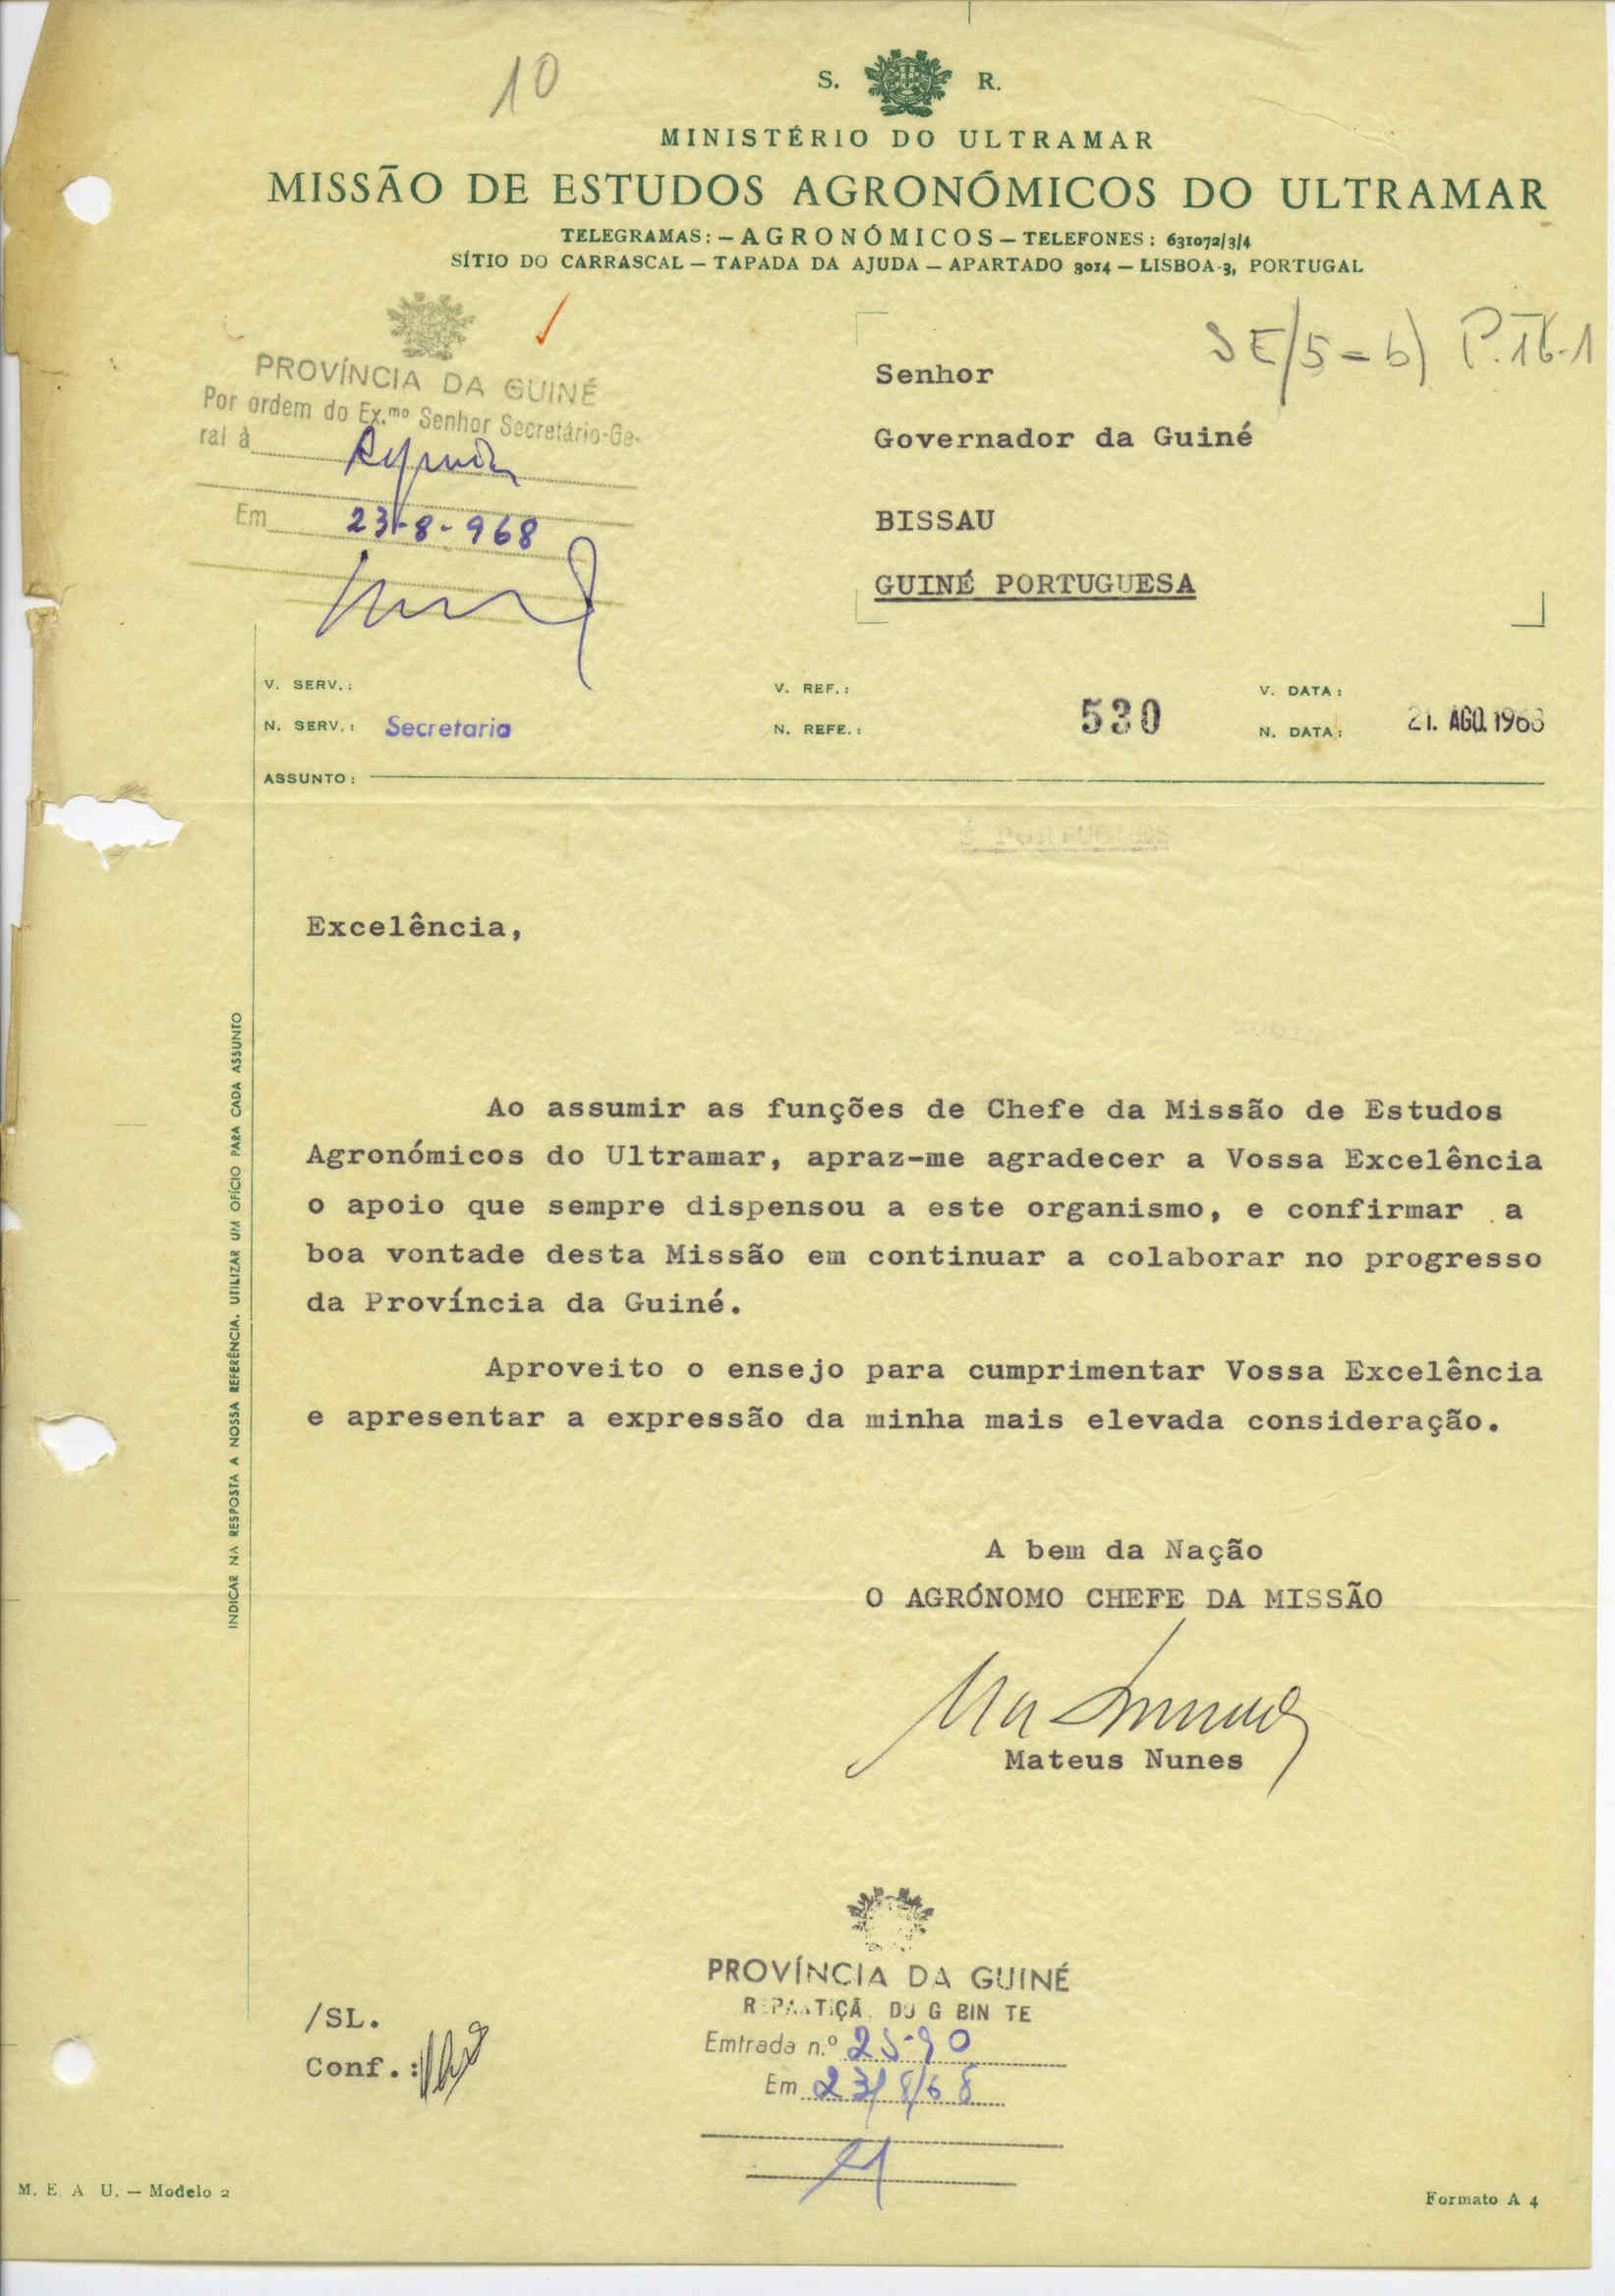 10
S. R.
MINISTÉRIO DO ULTRAMAR
MISSÃO DE ESTUDOS AGRONÓMICOS DO ULTRAMAR
TELEGRAMAS: — AGRONÓMICOS — TELEFONES: 631072/3/4
SÍTIO DO CARRASCAL — TAPADA DA AJUDA — APARTADO 3014 — LISBOA-3, PORTUGAL
PROVÍNCIA DA GUINÉ
Por ordem do Ex.mo Senhor Secretário-Ge-
ral à
Em 23-8-968
SE/5-b)
Senhor
Governador da Guiné
BISSAU
GUINÉ PORTUGUESA
V. SERV.: V. REF.: V. DATA:
N. SERV.: Secretaria N. REFE.: 530 N. DATA: 21. AGO. 1968
ASSUNTO:
Excelência,
Ao assumir as funções de Chefe da Missão de Estudos
Agronómicos do Ultramar, apraz-me agradecer a Vossa Excelência
o apoio que sempre dispensou a este organismo, e confirmar a
boa vontade desta Missão em continuar a colaborar no progresso
da Província da Guiné.
Aproveito o ensejo para cumprimentar Vossa Excelência
e apresentar a expressão da minha mais elevada consideração.
A bem da Nação
O AGRÓNOMO CHEFE DA MISSÃO
Mateus Nunes
INDICAR NA RESPOSTA A NOSSA REFERÊNCIA. UTILIZAR UM OFÍCIO PARA CADA ASSUNTO
PROVÍNCIA DA GUINÉ
REPARTIÇÃO DO GABINETE
Emtrada n.º 2590
Em 23/8/68
/SL.
Conf.:
M. E. A U. — Modelo 2
Formato A 4